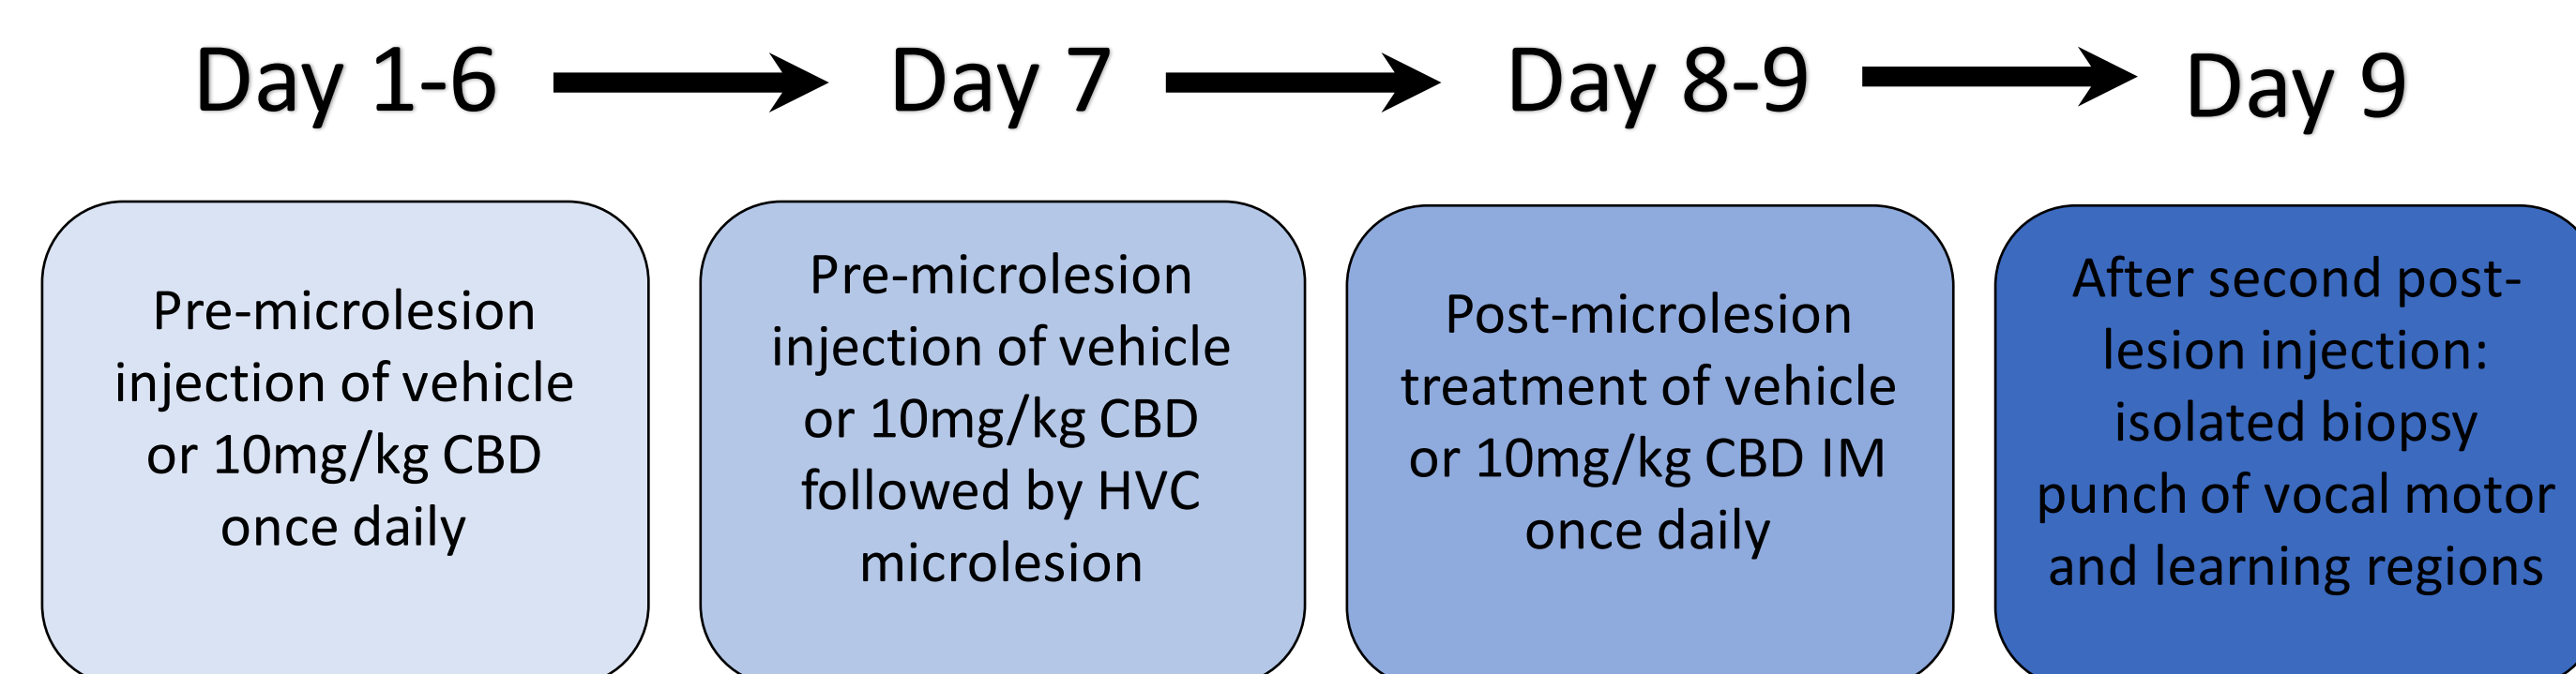 Day 1-6
Day 7
Day 8-9
Day 9
Pre-microlesion
injection of vehicle
or 10mg/kg CBD
once daily
Pre-microlesion
injection of vehicle
or 10mg/kg CBD
followed by HVC
microlesion
Post-microlesion
treatment of vehicle
or 10mg/kg CBD IM
once daily
After second post-
lesion injection:
isolated biopsy
punch of vocal motor
and learning regions